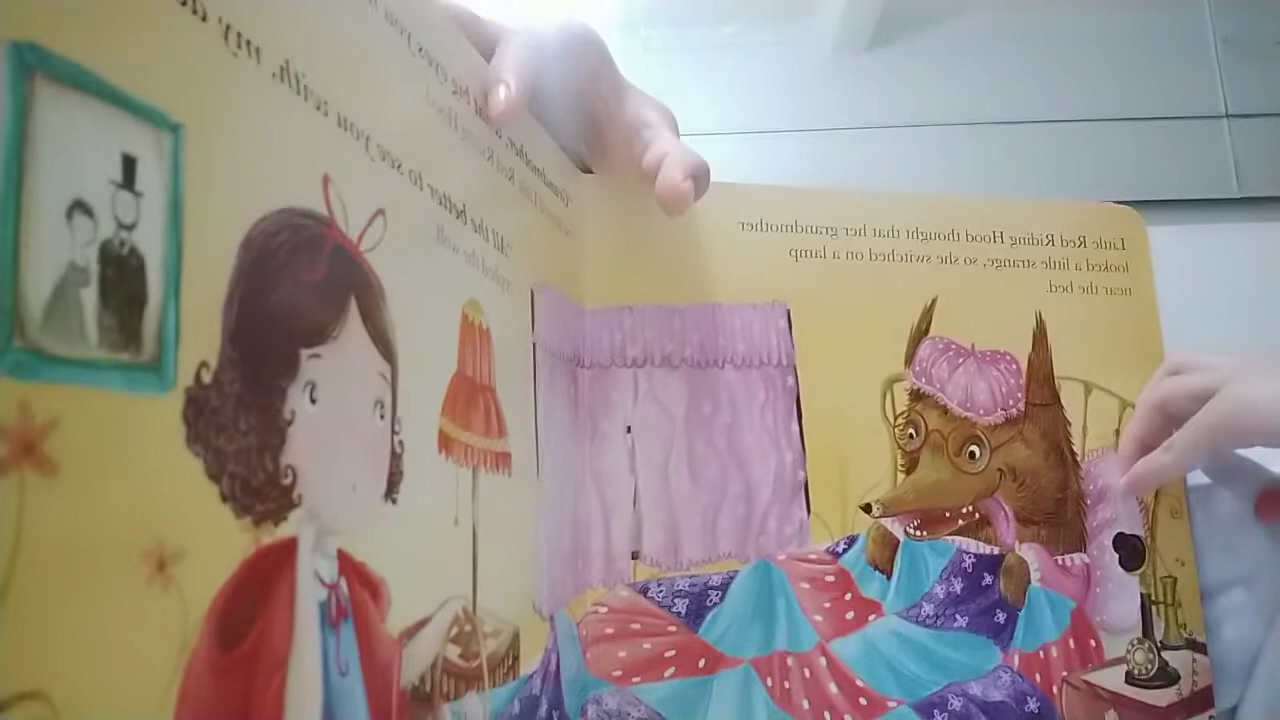 Little Red Riding Hood thought that her grandmother
looked a little strange, so she switched on a lamp
near the bed.
"Grandmother, what big eyes you
Little Red Riding Hood.
"All the better to see you with, my
replied the wolf.